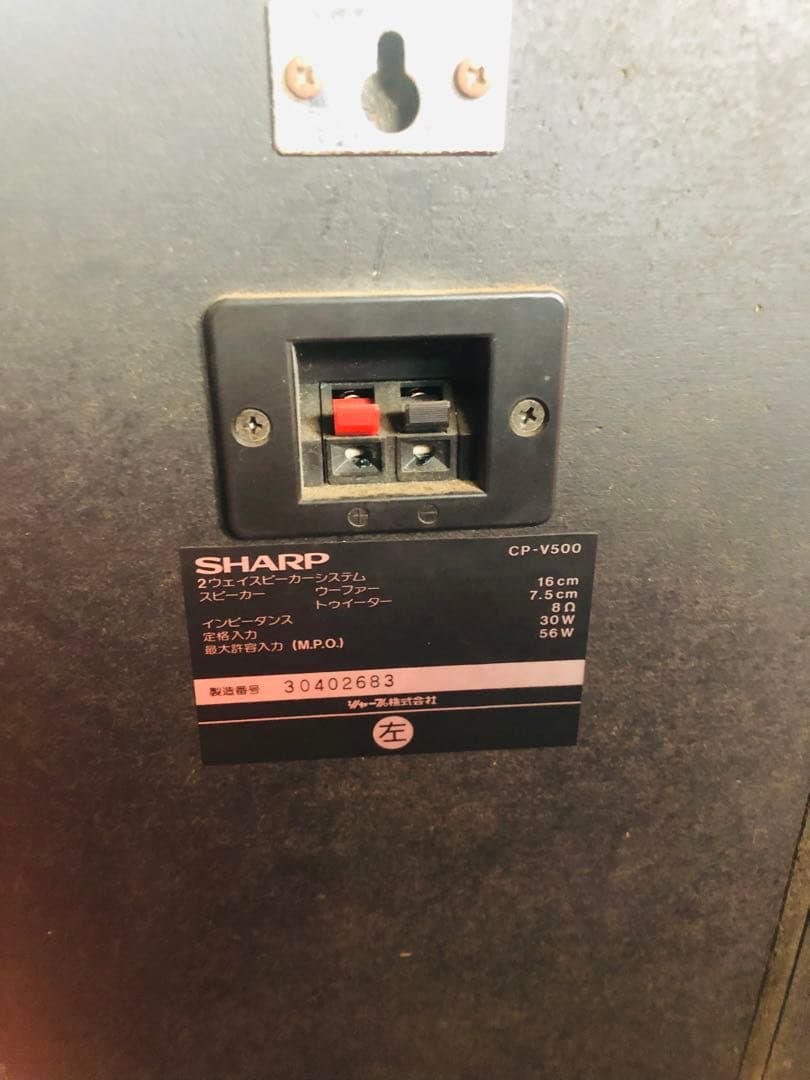 ⊕ ⊖
SHARP CP-V500
2ウェイスピーカーシステム
スピーカー ウーファー 16cm
トゥイーター 7.5cm
インピーダンス 8Ω
定格入力 30W
最大許容入力 (M.P.O.) 56W
製造番号 30402683
シャープ株式会社
左